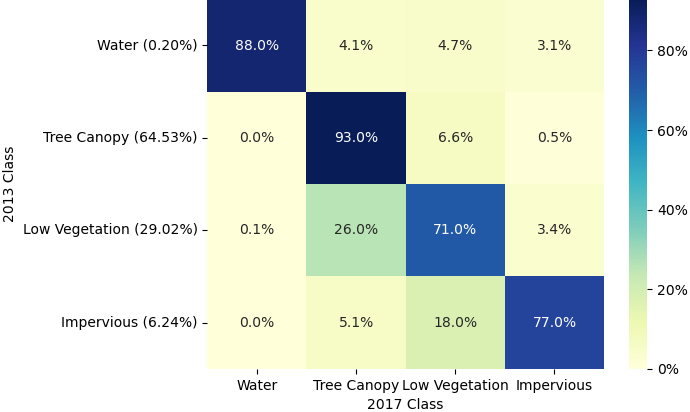 2013 Class
Water (0.20%) 88.0% 4.1% 4.7% 3.1%
Tree Canopy (64.53%) 0.0% 93.0% 6.6% 0.5%
Low Vegetation (29.02%) 0.1% 26.0% 71.0% 3.4%
Impervious (6.24%) 0.0% 5.1% 18.0% 77.0%
Water Tree Canopy Low Vegetation Impervious
2017 Class
80%
60%
40%
20%
0%